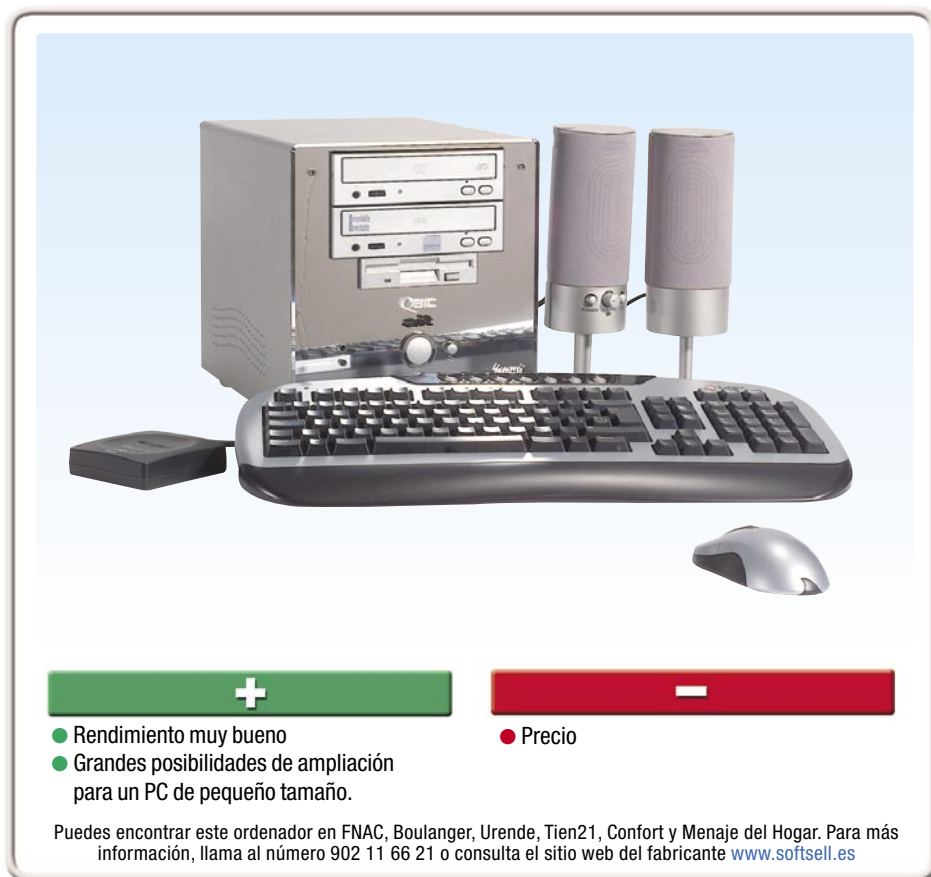 QBIC
+
-
Rendimiento muy bueno
Grandes posibilidades de ampliación
para un PC de pequeño tamaño.
Precio
Puedes encontrar este ordenador en FNAC, Boulanger, Urende, Tien21, Confort y Menaje del Hogar. Para más
información, llama al número 902 11 66 21 o consulta el sitio web del fabricante www.softsell.es